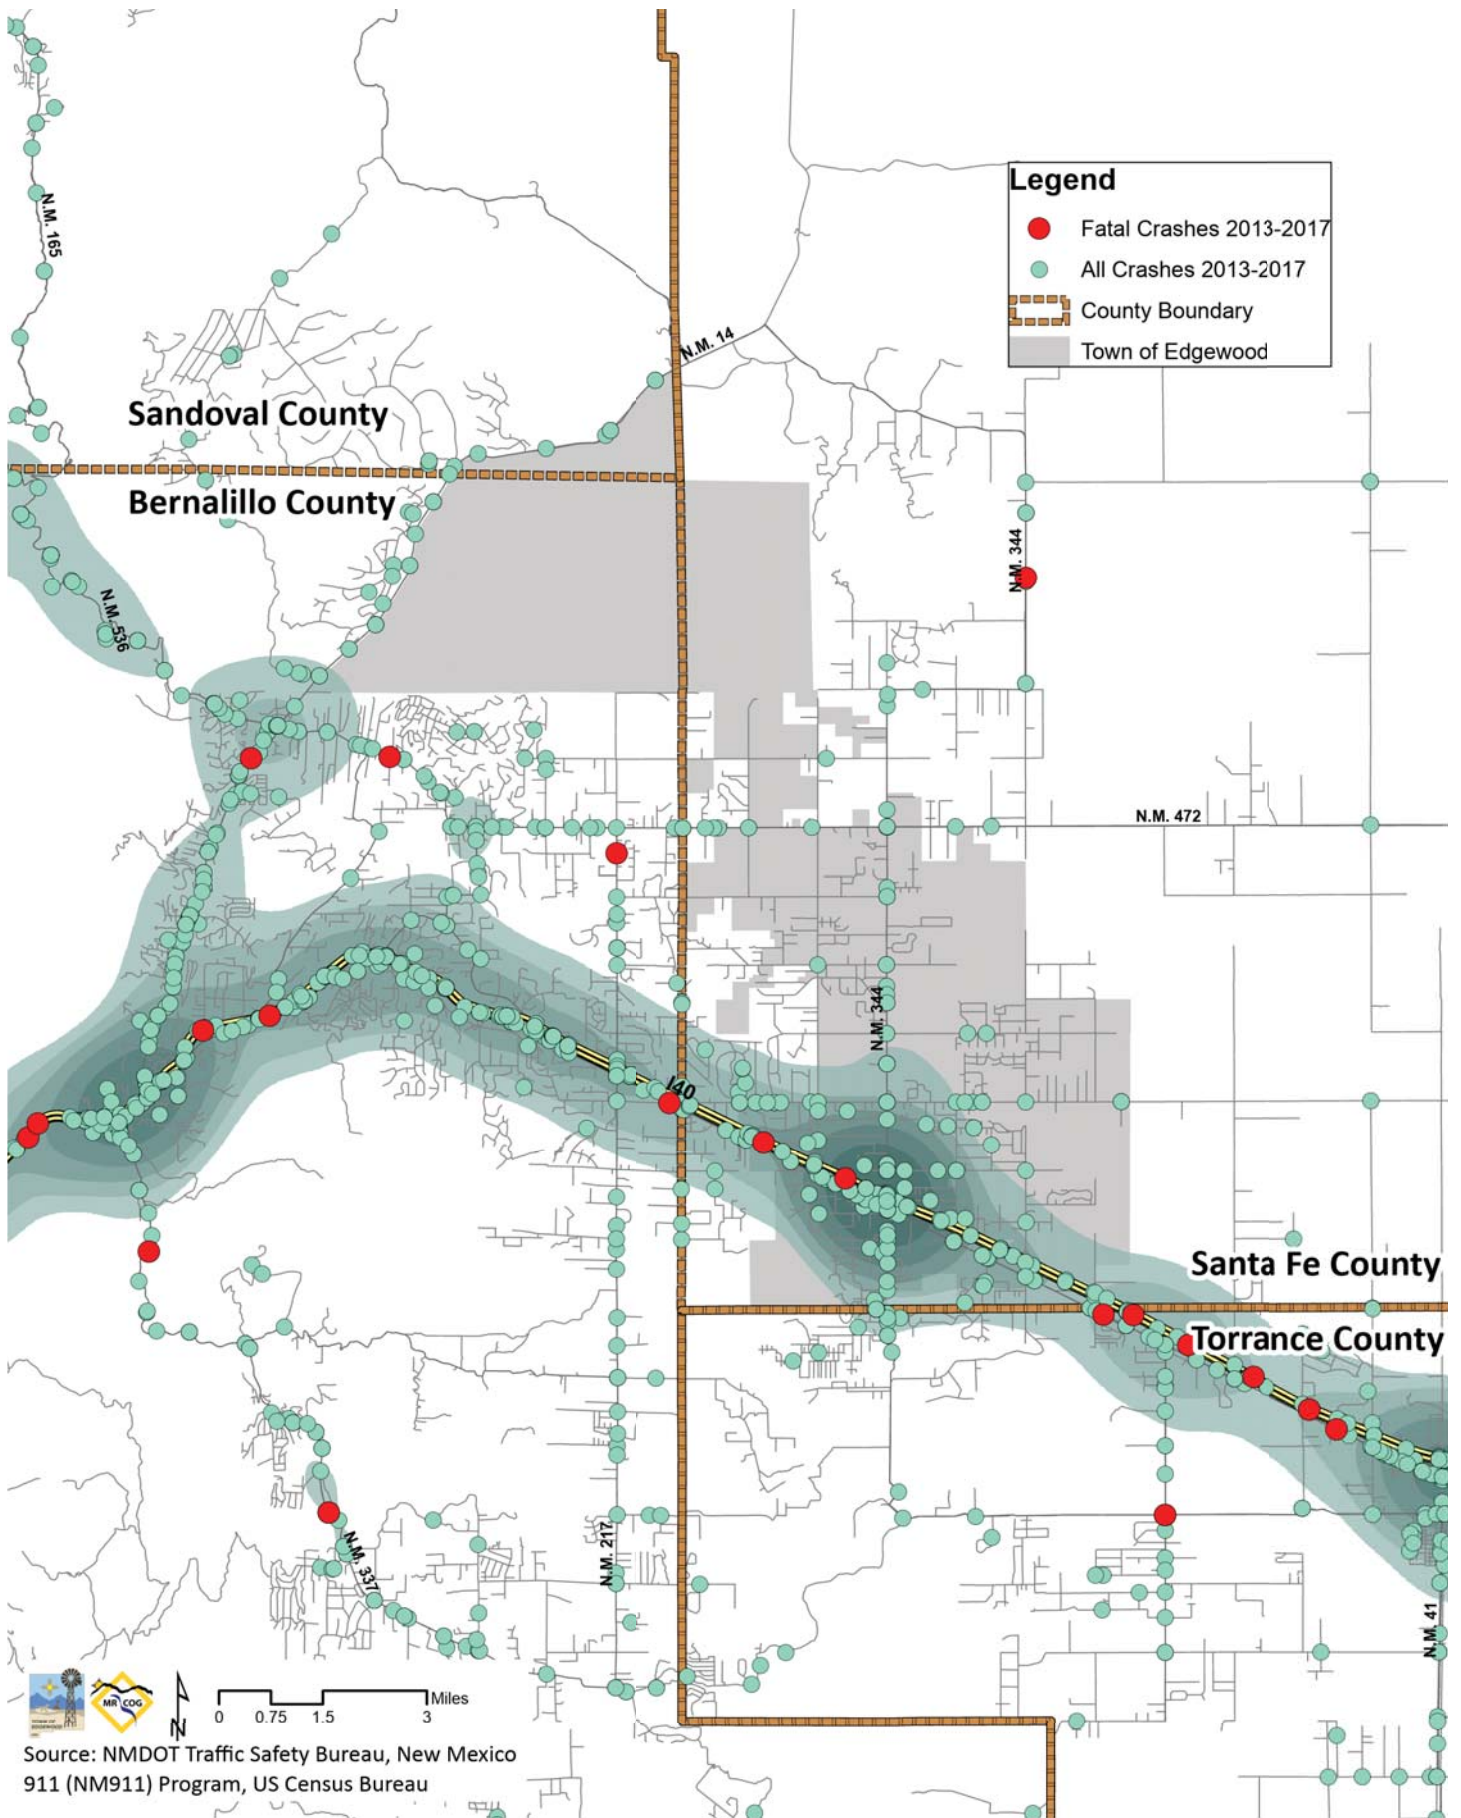 Legend
Fatal Crashes 2013-2017
All Crashes 2013-2017
County Boundary
Town of Edgewood
N.M. 165
N.M. 14
Sandoval County
Bernalillo County
N.M. 344
N.M. 536
N.M. 472
N.M. 344
I40
Santa Fe County
Torrance County
N.M. 217
N.M. 337
N.M. 41
MR COG
N
0 0.75 1.5 3 Miles
Source: NMDOT Traffic Safety Bureau, New Mexico
911 (NM911) Program, US Census Bureau